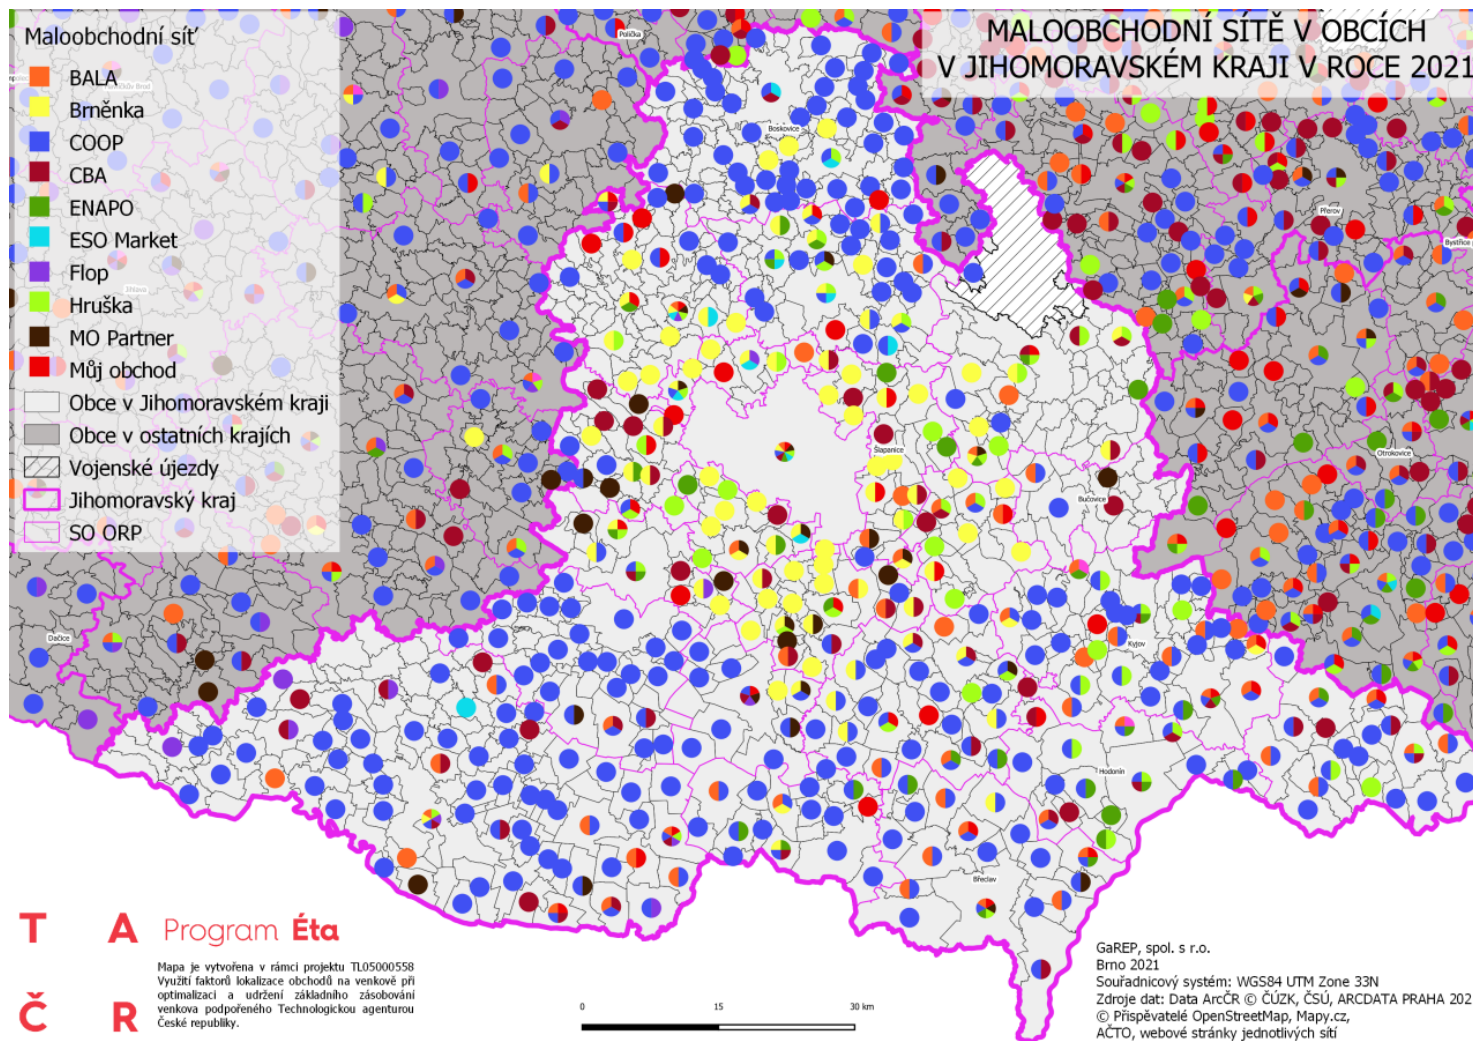 MALOOBCHODNÍ SÍTĚ V OBCÍCH
V JIHOMORAVSKÉM KRAJI V ROCE 2021
Maloobchodní síť
BALA
Brněnka
COOP
CBA
ENAPO
ESO Market
Flop
Hruška
MO Partner
Můj obchod
Obce v Jihomoravském kraji
Obce v ostatních krajích
Vojenské újezdy
Jihomoravský kraj
SO ORP
Polička
Boskovice
Přerov
Bystřice
Jihlava
Otrokovice
Šlapanice
Bučovice
Dačice
Kyjov
Hodonín
Břeclav
T A
Č R
Program Éta
Mapa je vytvořena v rámci projektu TL05000558
Využití faktorů lokalizace obchodů na venkově při
optimalizaci a udržení základního zásobování
venkova podpořeného Technologickou agenturou
České republiky.
0 15 30 km
GaREP, spol. s r.o.
Brno 2021
Souřadnicový systém: WGS84 UTM Zone 33N
Zdroje dat: Data ArcČR © ČÚZK, ČSÚ, ARCDATA PRAHA 202
© Přispěvatelé OpenStreetMap, Mapy.cz,
AČTO, webové stránky jednotlivých sítí